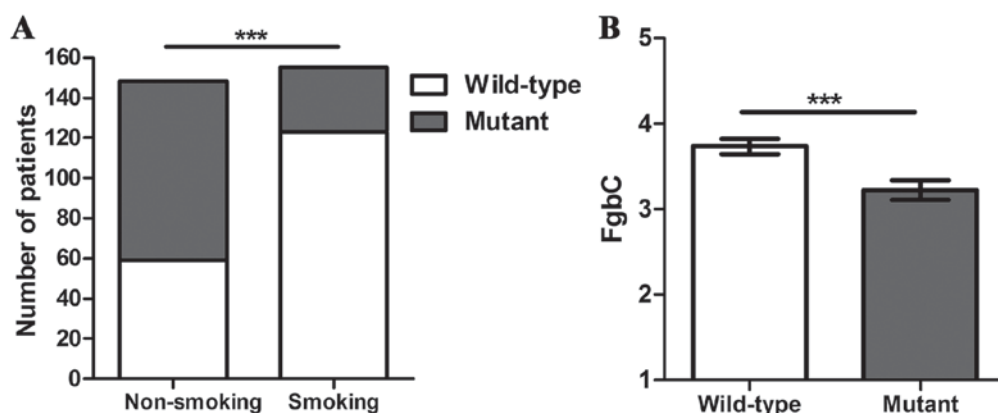 A
***
Number of patients
160
140
120
100
80
60
40
20
0
Non-smoking Smoking
Wild-type
Mutant
B
***
FgbC
5
4
3
2
1
Wild-type Mutant